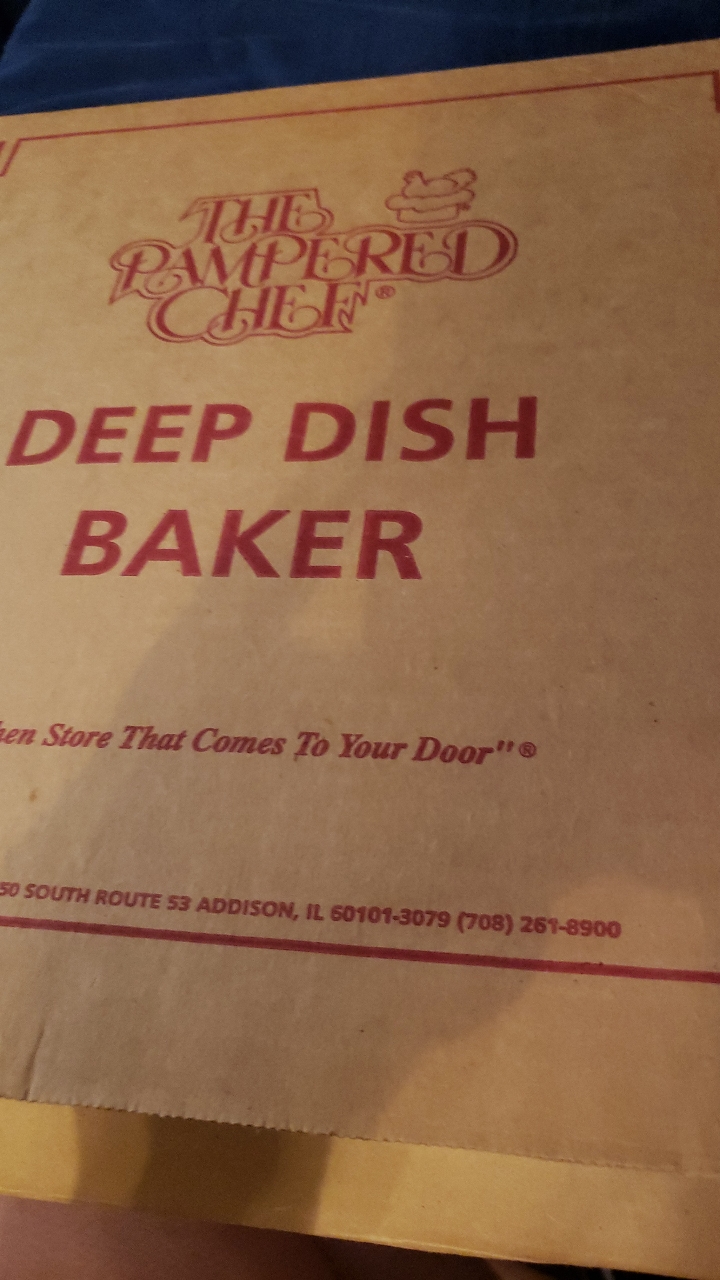 THE
PAMPERED
CHEF®
DEEP DISH
BAKER
Store That Comes To Your Door"®
50 SOUTH ROUTE 53 ADDISON, IL 60101-3079 (708) 261-8900